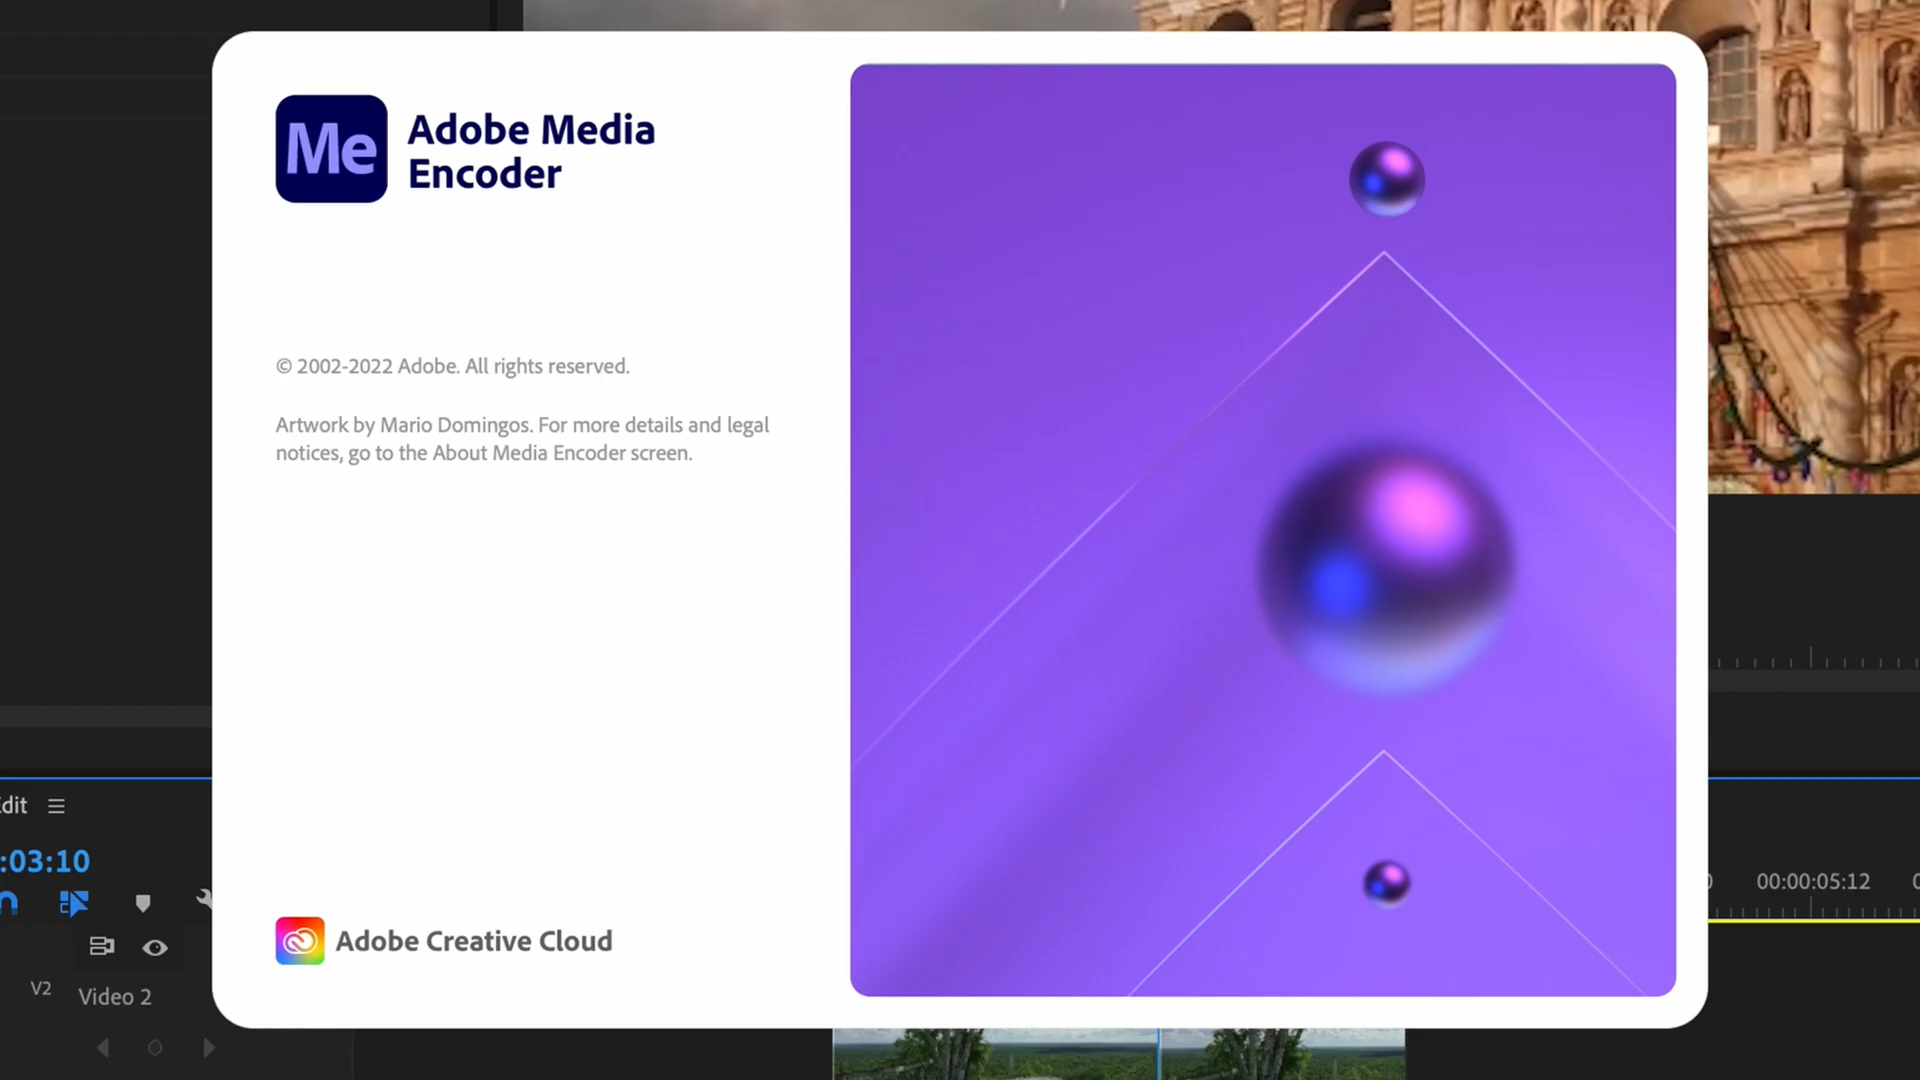 Me
Adobe Media
Encoder
© 2002-2022 Adobe. All rights reserved.
Artwork by Mario Domingos. For more details and legal
notices, go to the About Media Encoder screen.
Adobe Creative Cloud
:03:10
00:00:05:12
V2
Video 2